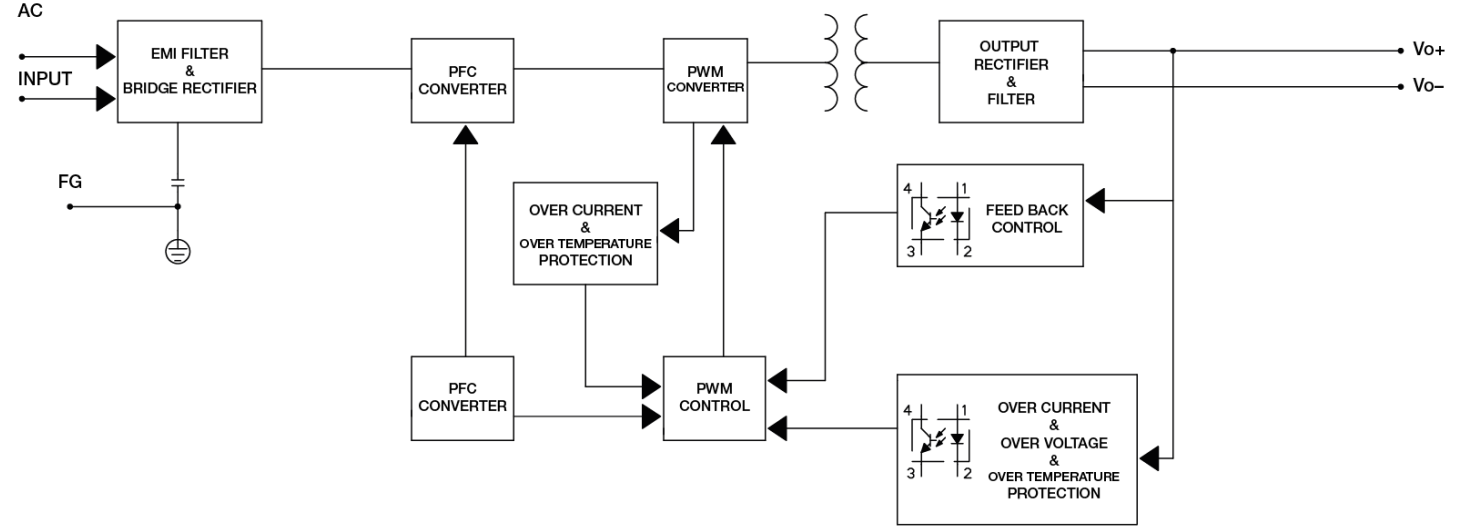 AC
INPUT
EMI FILTER
&
BRIDGE RECTIFIER
FG
PFC
CONVERTER
PWM
CONVERTER
OUTPUT
RECTIFIER
&
FILTER
Vo+
Vo–
OVER CURRENT
&
OVER TEMPERATURE
PROTECTION
4 1
3 2
FEED BACK
CONTROL
PFC
CONVERTER
PWM
CONTROL
4 1
3 2
OVER CURRENT
&
OVER VOLTAGE
&
OVER TEMPERATURE
PROTECTION